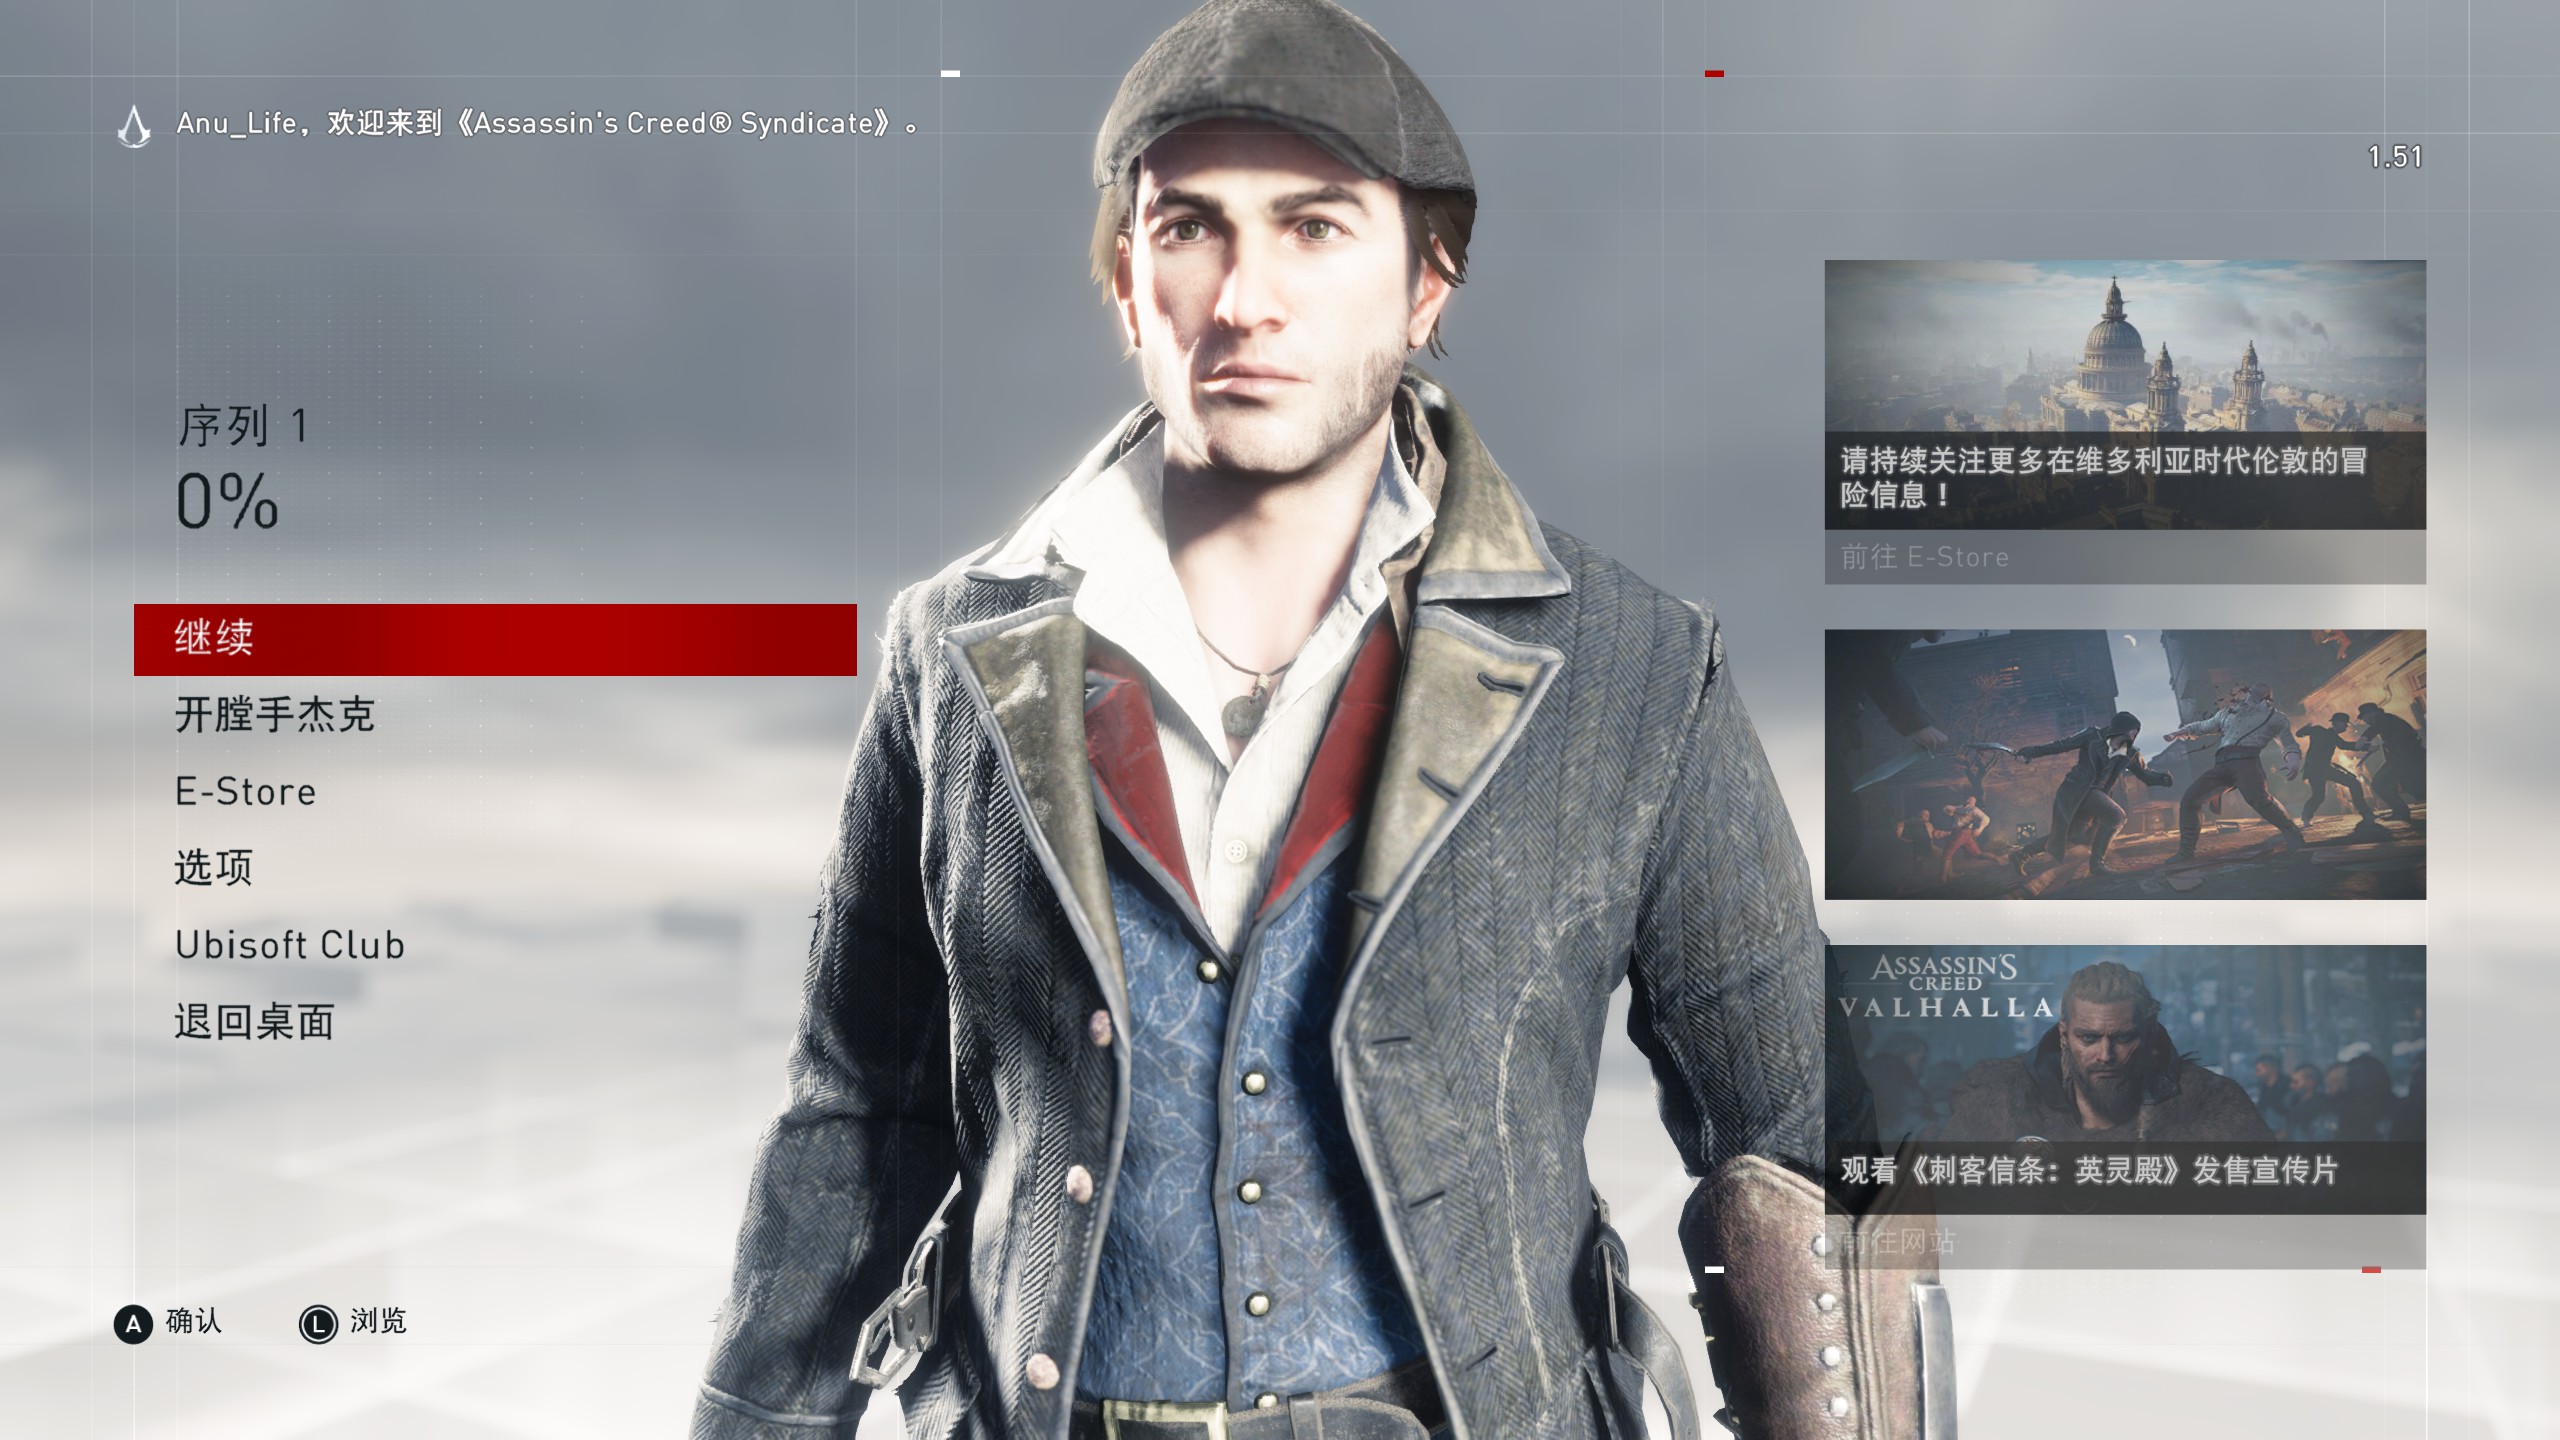 Anu_Life，欢迎来到《Assassin's Creed® Syndicate》。
1.51
序列 1
0%
继续
开膛手杰克
E-Store
选项
Ubisoft Club
退回桌面
请持续关注更多在维多利亚时代伦敦的冒
险信息！
前往 E-Store
ASSASSIN'S
CREED
VALHALLA
观看《刺客信条：英灵殿》发售宣传片
前往网站
A 确认
L 浏览